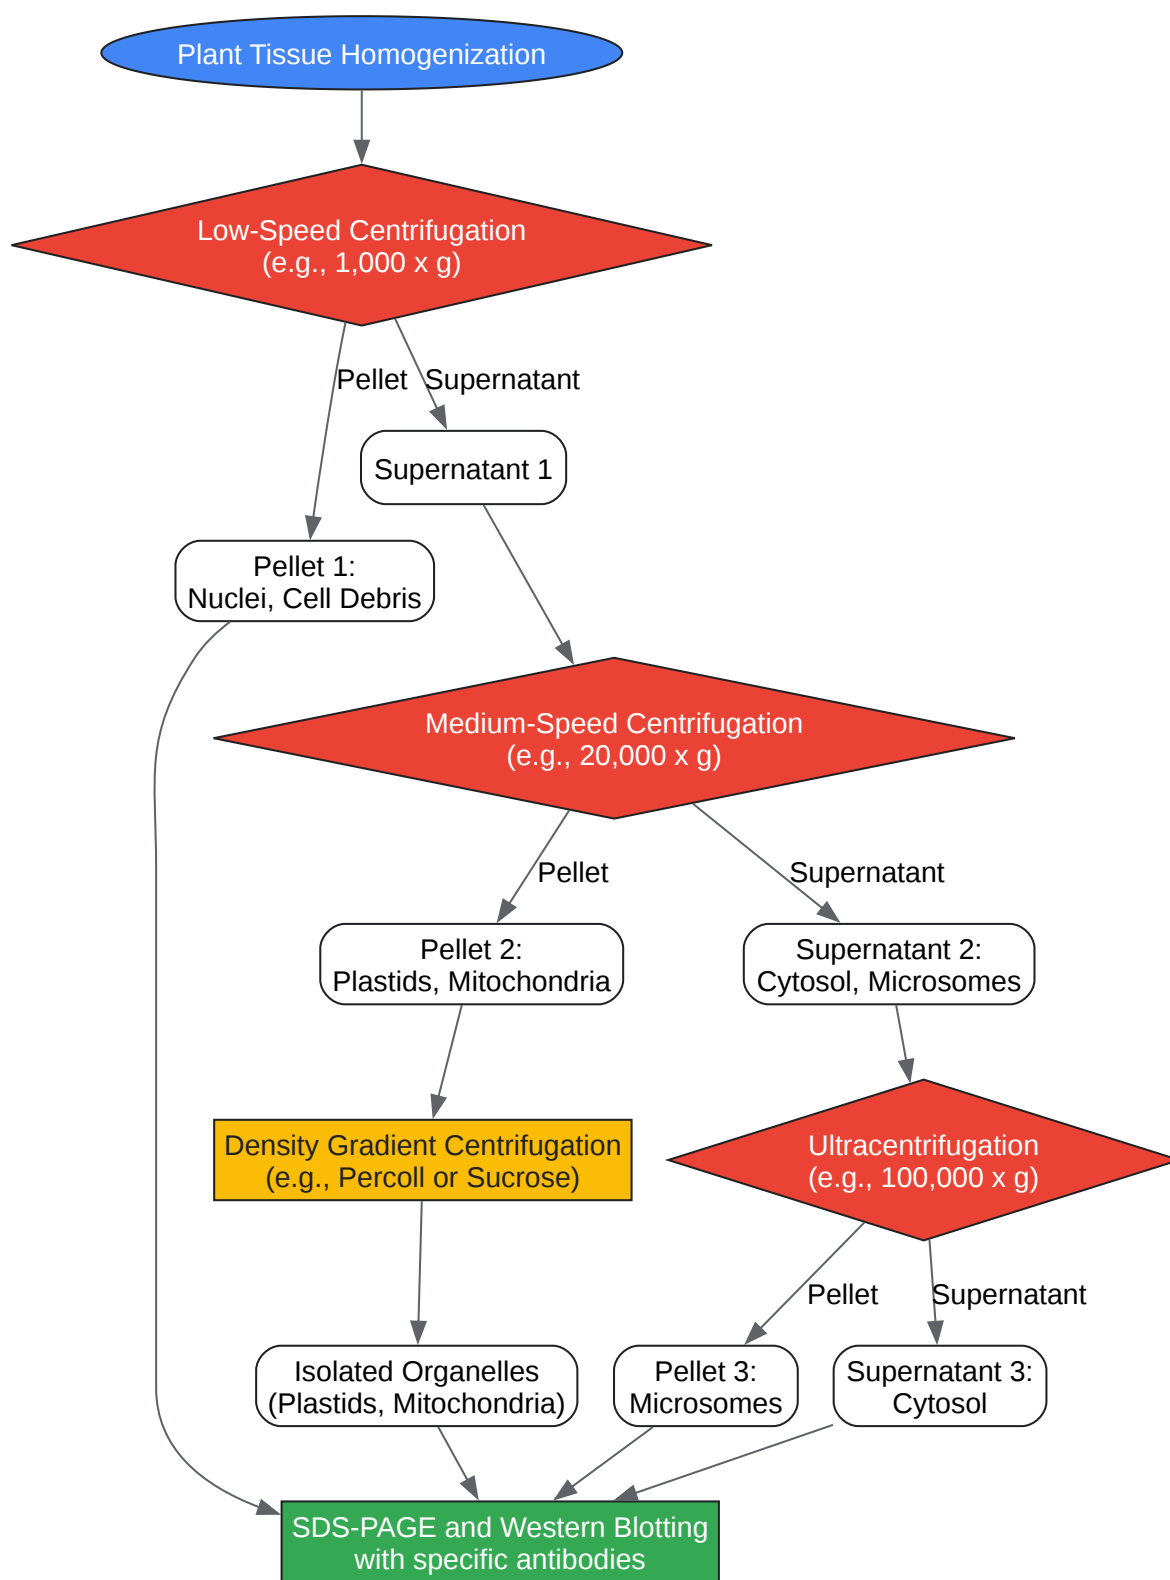 Plant Tissue Homogenization
Low-Speed Centrifugation
(e.g., 1,000 x g)
Pellet
Supernatant
Supernatant 1
Pellet 1:
Nuclei, Cell Debris
Medium-Speed Centrifugation
(e.g., 20,000 x g)
Pellet
Supernatant
Pellet 2:
Plastids, Mitochondria
Supernatant 2:
Cytosol, Microsomes
Density Gradient Centrifugation
(e.g., Percoll or Sucrose)
Ultracentrifugation
(e.g., 100,000 x g)
Pellet
Supernatant
Isolated Organelles
(Plastids, Mitochondria)
Pellet 3:
Microsomes
Supernatant 3:
Cytosol
SDS-PAGE and Western Blotting
with specific antibodies